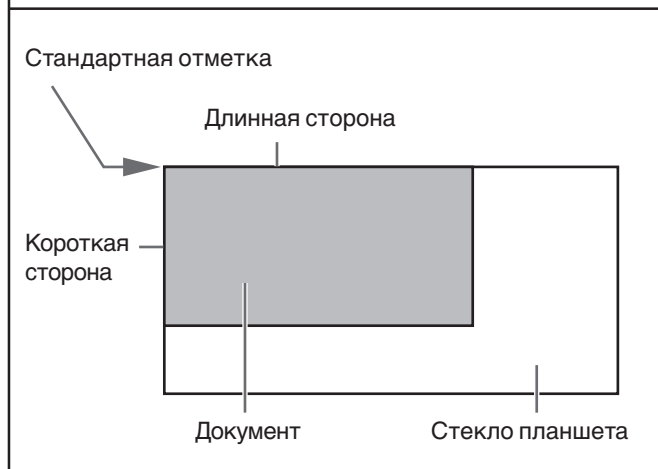 Стандартная отметка
Длинная сторона
Короткая
сторона
Документ
Стекло планшета